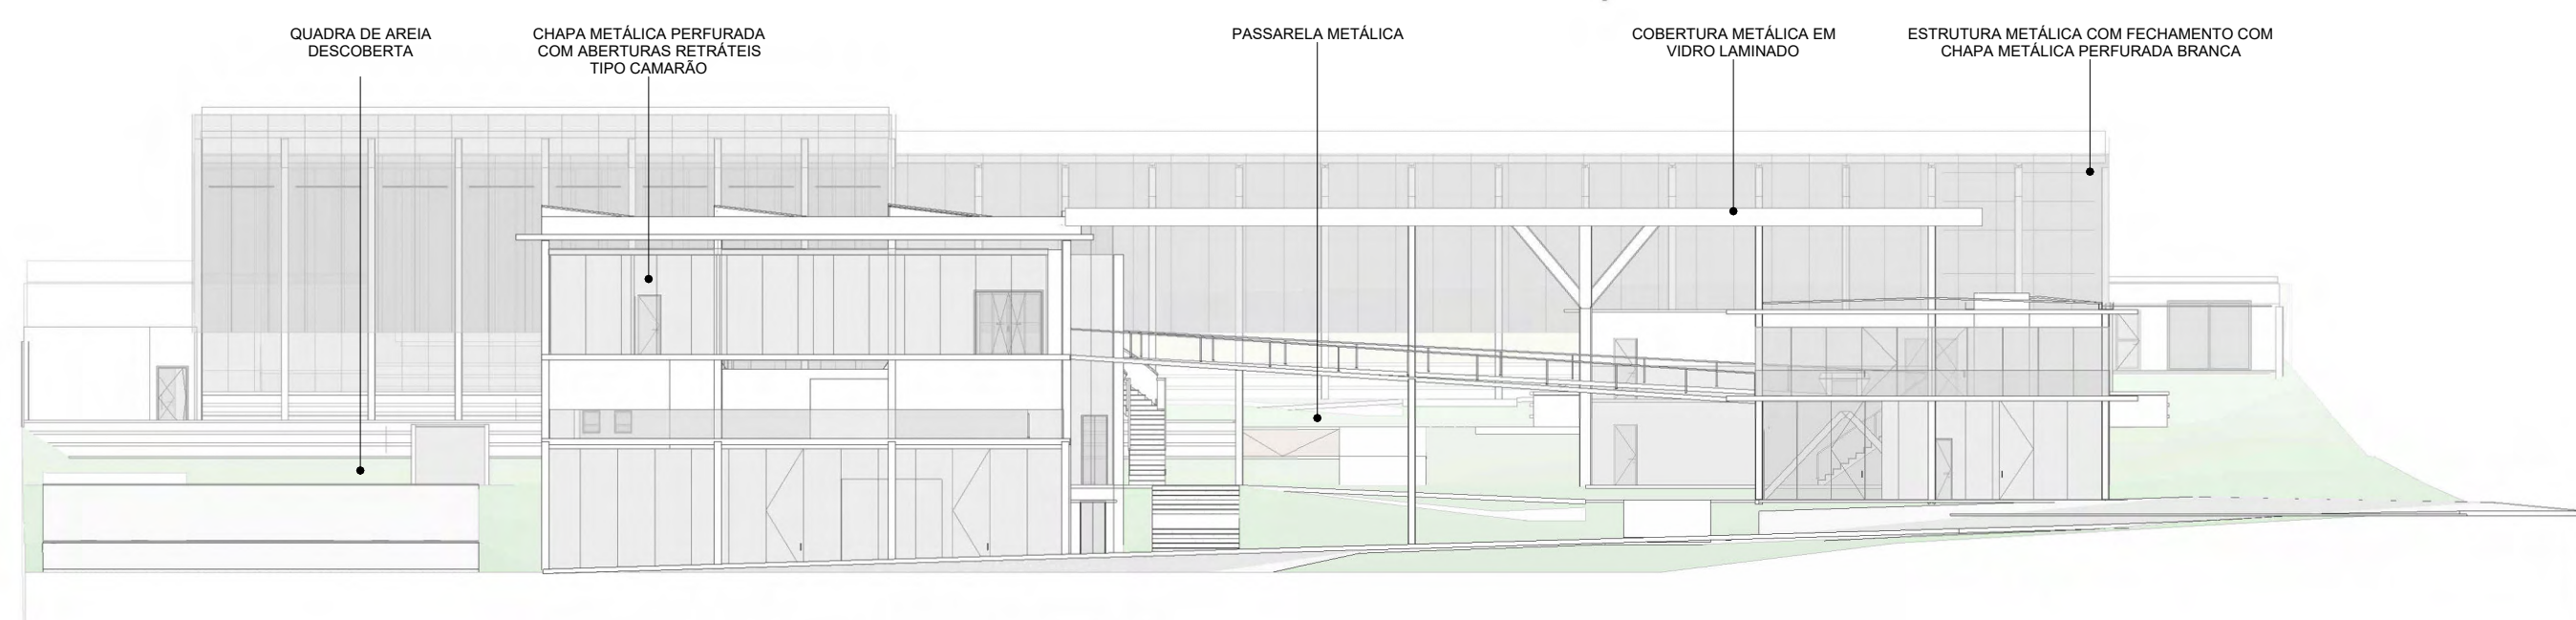 QUADRA DE AREIA
DESCOBERTA
CHAPA METÁLICA PERFURADA
COM ABERTURAS RETRÁTEIS
TIPO CAMARÃO
PASSARELA METÁLICA
COBERTURA METÁLICA EM
VIDRO LAMINADO
ESTRUTURA METÁLICA COM FECHAMENTO COM
CHAPA METÁLICA PERFURADA BRANCA